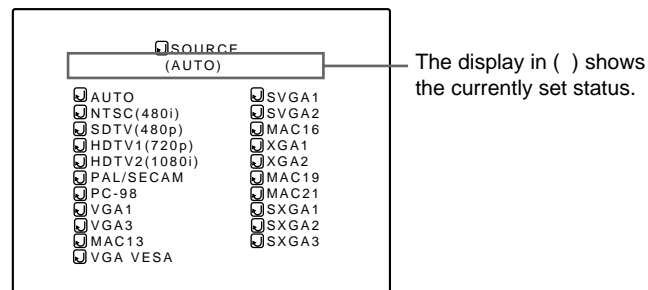 SOURCE
(AUTO)
The display in ( ) shows
the currently set status.
AUTO
NTSC(480i)
SDTV(480p)
HDTV1(720p)
HDTV2(1080i)
PAL/SECAM
PC-98
VGA1
VGA3
MAC13
VGA VESA
SVGA1
SVGA2
MAC16
XGA1
XGA2
MAC19
MAC21
SXGA1
SXGA2
SXGA3